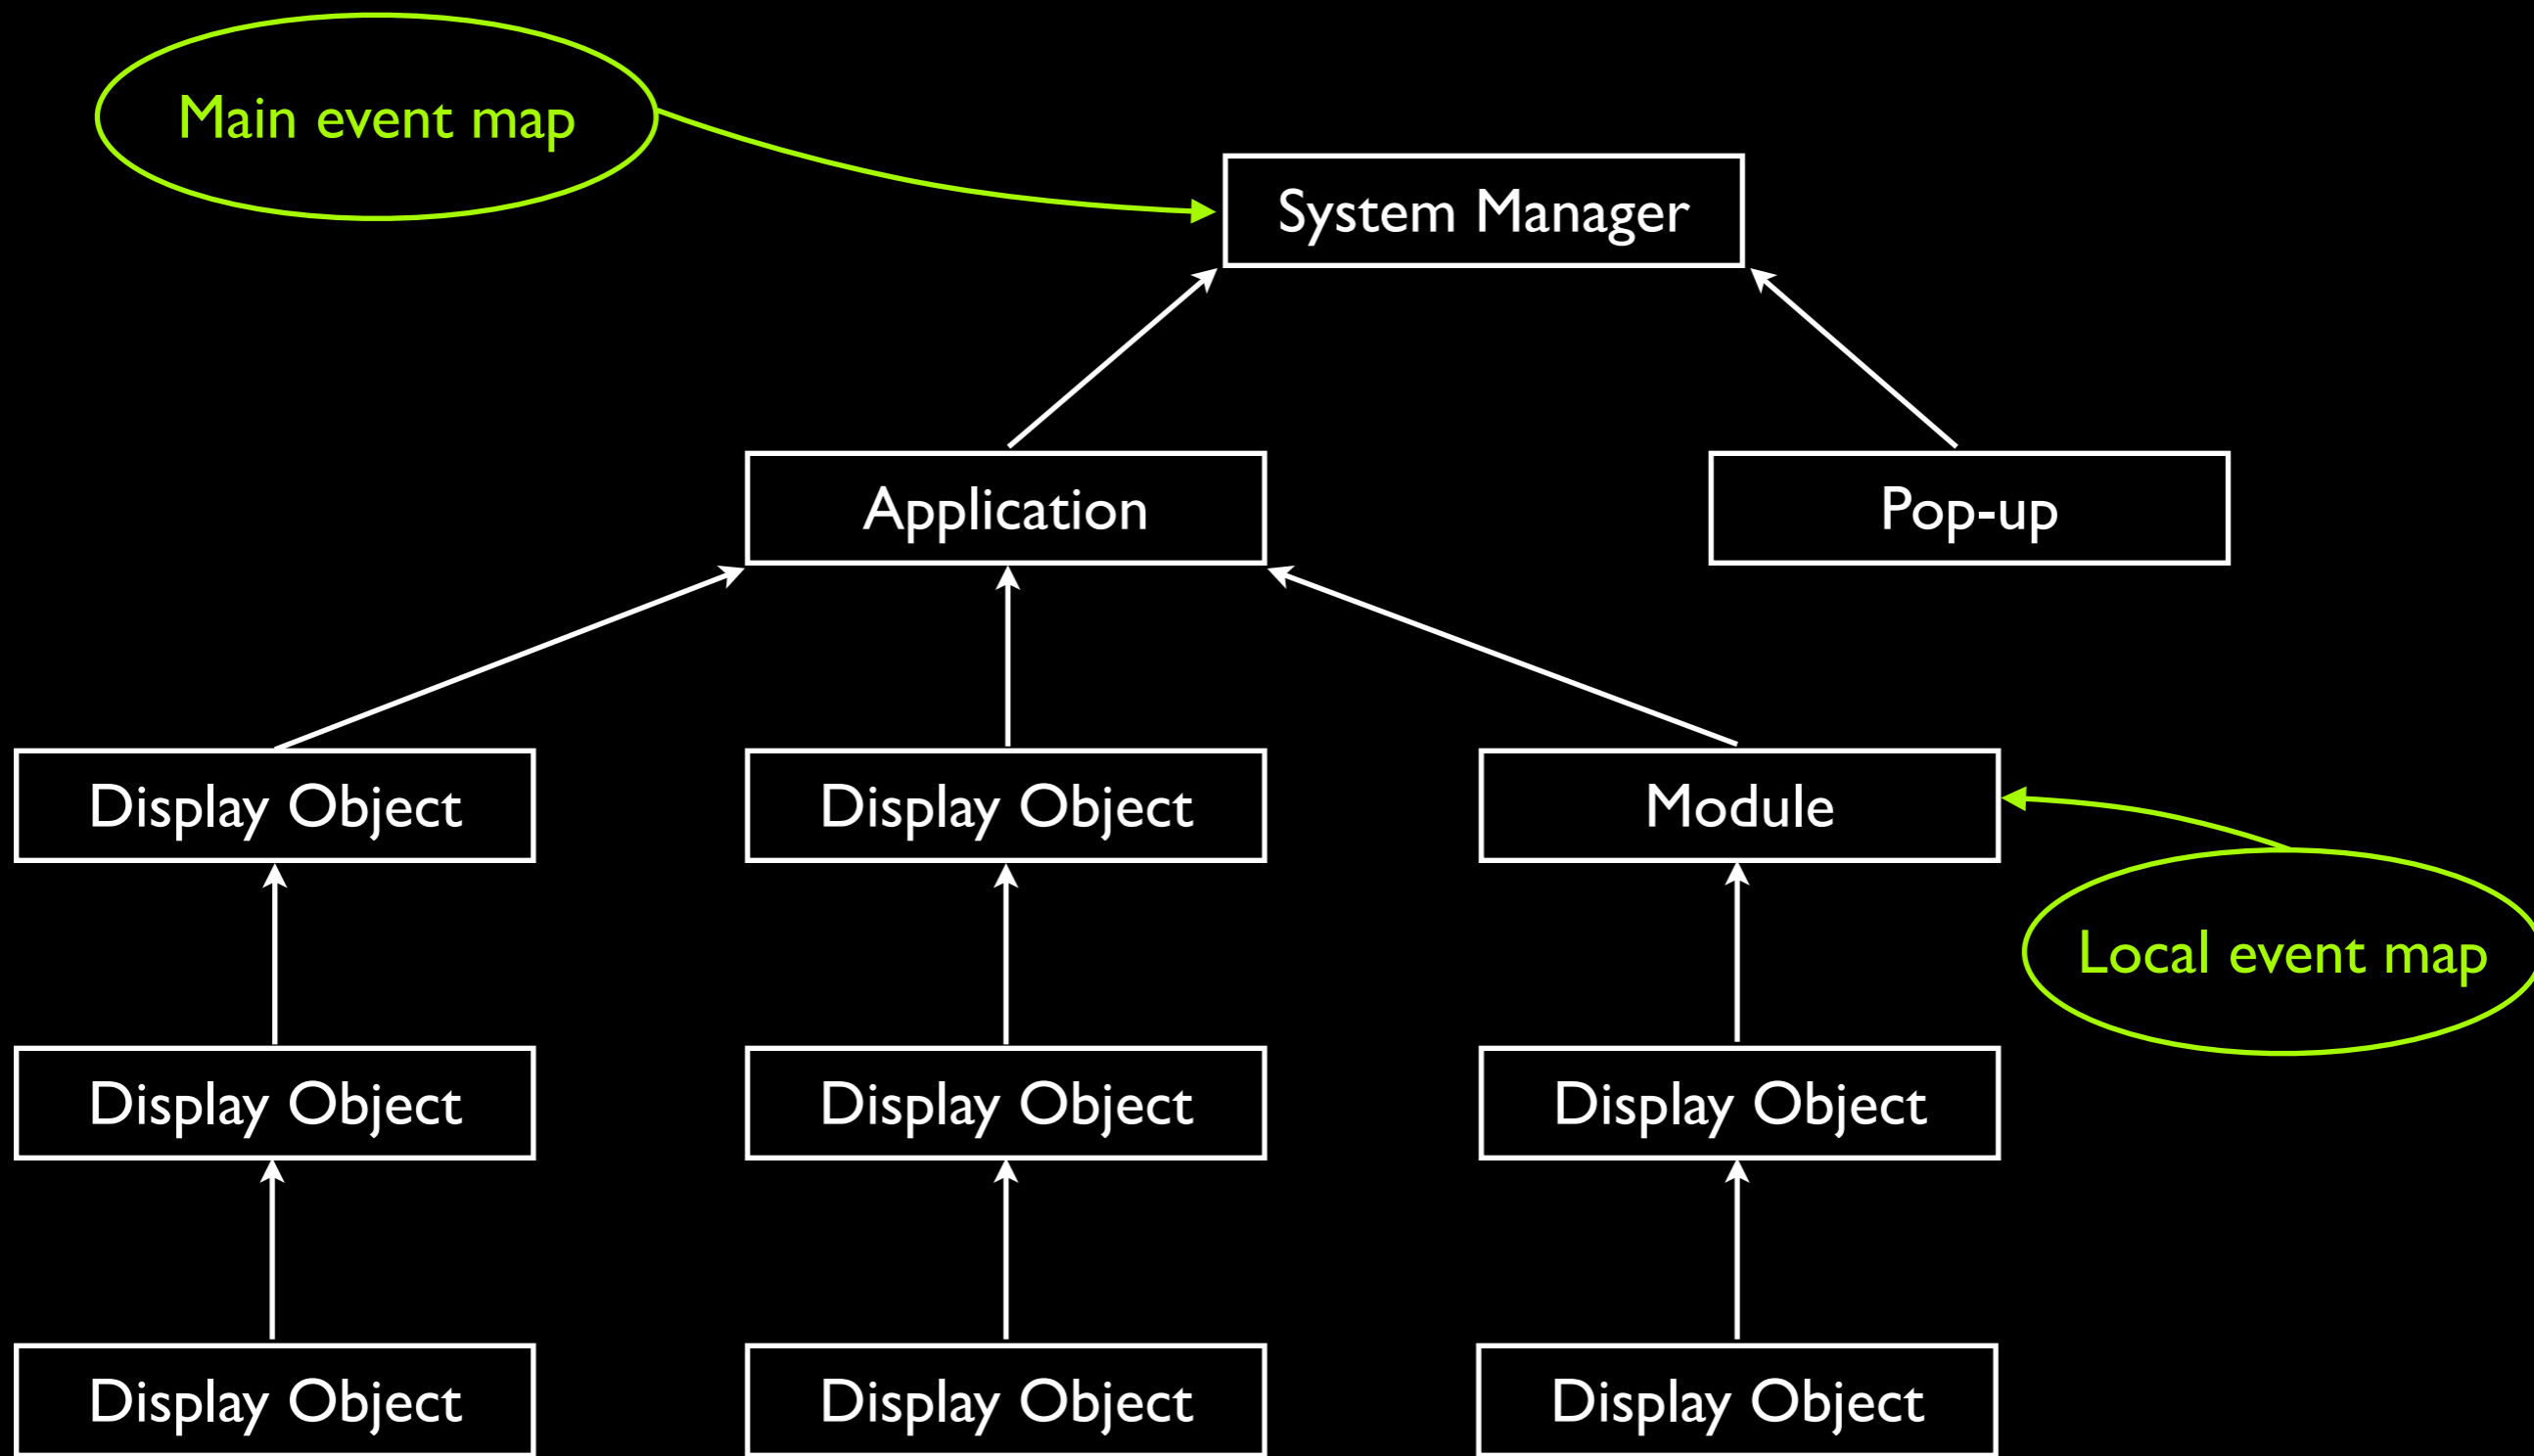 Main event map
System Manager
Application
Pop-up
Display Object
Display Object
Module
Local event map
Display Object
Display Object
Display Object
Display Object
Display Object
Display Object